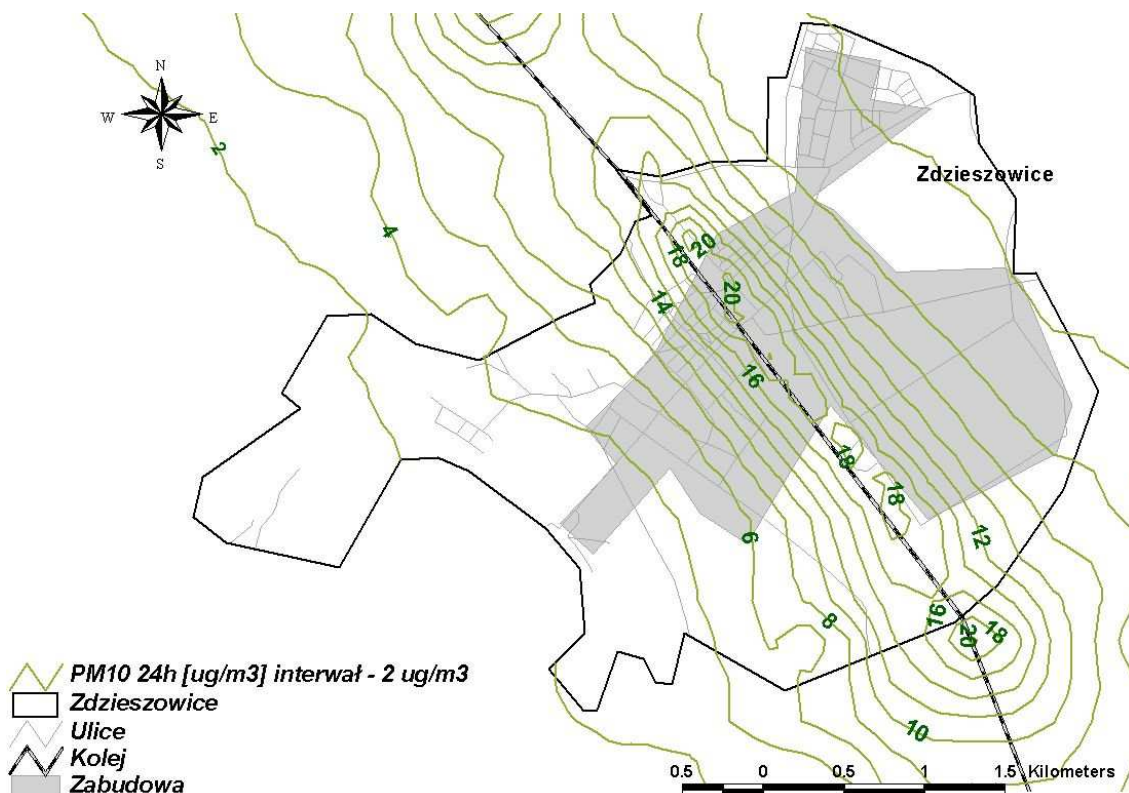 N
W E
S
2
4
Zdzieszowice
20
18
20
14
16
18
18
6
12
8
16
20
18
10
PM10 24h [ug/m3] interwał - 2 ug/m3
Zdzieszowice
Ulice
Kolej
Zabudowa
0.5 0 0.5 1 1.5 Kilometers